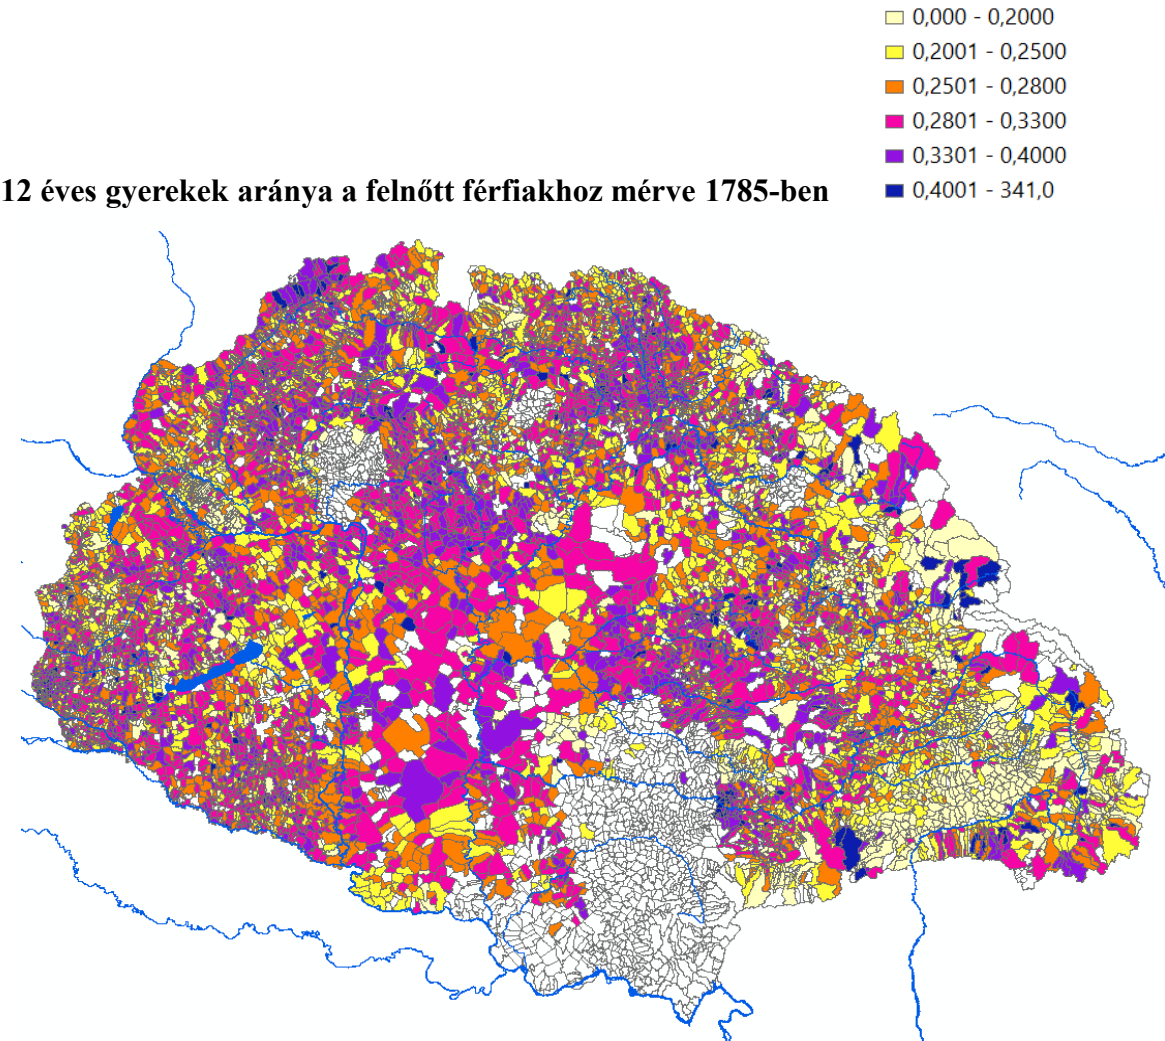 0,000 - 0,2000
0,2001 - 0,2500
0,2501 - 0,2800
0,2801 - 0,3300
0,3301 - 0,4000
0,4001 - 341,0
12 éves gyerekek aránya a felnőtt férfiakhoz mérve 1785-ben